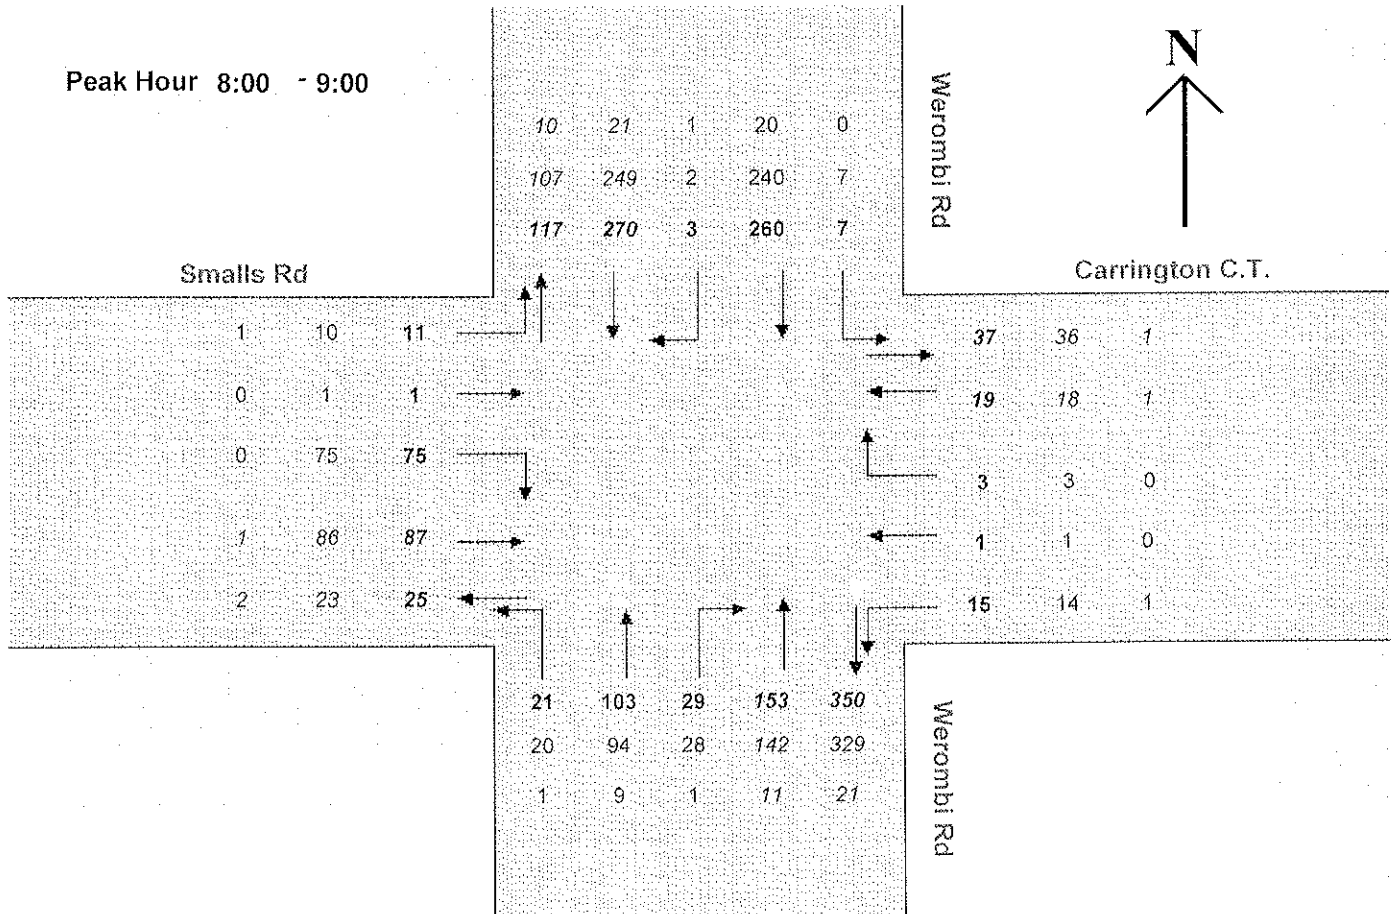 N
Peak Hour 8:00 - 9:00
Werombi Rd
10 21 1 20 0
107 249 2 240 7
117 270 3 260 7
Smalls Rd
Carrington C.T.
1 10 11
37 36 1
0 1 1
19 18 1
0 75 75
3 3 0
1 86 87
1 1 0
2 23 25
15 14 1
21 103 29 153 350
20 94 28 142 329
1 9 1 11 21
Werombi Rd